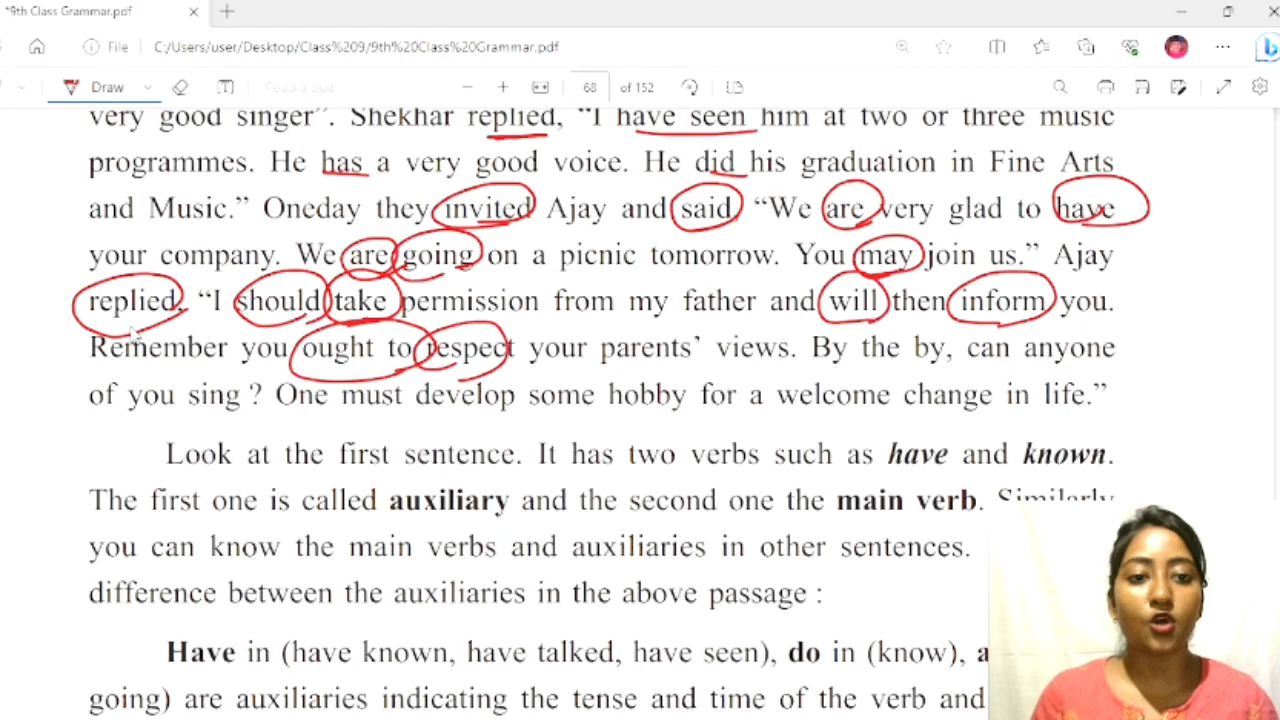 *9th Class Grammar.pdf
File C:/Users/user/Desktop/Class%209/9th%20Class%20Grammar.pdf
Draw Read aloud 68 of 152
very good singer”. Shekhar replied, “I have seen him at two or three music
programmes. He has a very good voice. He did his graduation in Fine Arts
and Music.” Oneday they invited Ajay and said “We are very glad to have
your company. We are going on a picnic tomorrow. You may join us.” Ajay
replied, “I should take permission from my father and will then inform you.
Remember you ought to respect your parents’ views. By the by, can anyone
of you sing ? One must develop some hobby for a welcome change in life.”
Look at the first sentence. It has two verbs such as have and known.
The first one is called auxiliary and the second one the main verb. Similarly
you can know the main verbs and auxiliaries in other sentences.
difference between the auxiliaries in the above passage :
Have in (have known, have talked, have seen), do in (know), a
going) are auxiliaries indicating the tense and time of the verb and